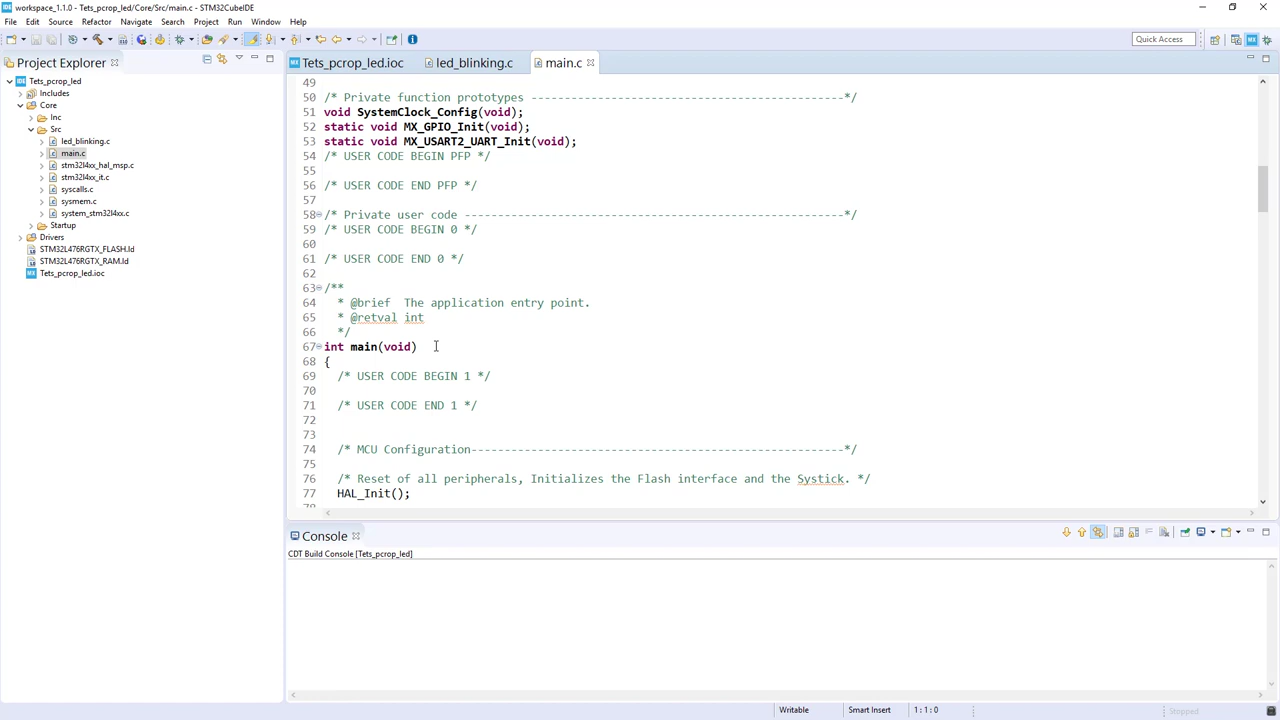 workspace_1.1.0 - Tets_pcrop_led/Core/Src/main.c - STM32CubeIDE
File Edit Source Refactor Navigate Search Project Run Window Help
Quick Access
Project Explorer
Tets_pcrop_led
Includes
Core
Inc
Src
led_blinking.c
main.c
stm32l4xx_hal_msp.c
stm32l4xx_it.c
syscalls.c
sysmem.c
system_stm32l4xx.c
Startup
Drivers
STM32L476RGTX_FLASH.ld
STM32L476RGTX_RAM.ld
Tets_pcrop_led.ioc
Tets_pcrop_led.ioc led_blinking.c main.c
49
50 /* Private function prototypes -----------------------------------------------*/
51 void SystemClock_Config(void);
52 static void MX_GPIO_Init(void);
53 static void MX_USART2_UART_Init(void);
54 /* USER CODE BEGIN PFP */
55
56 /* USER CODE END PFP */
57
58 /* Private user code ---------------------------------------------------------*/
59 /* USER CODE BEGIN 0 */
60
61 /* USER CODE END 0 */
62
63 /**
64 * @brief The application entry point.
65 * @retval int
66 */
67 int main(void)
68 {
69 /* USER CODE BEGIN 1 */
70
71 /* USER CODE END 1 */
72
73
74 /* MCU Configuration--------------------------------------------------------*/
75
76 /* Reset of all peripherals, Initializes the Flash interface and the Systick. */
77 HAL_Init();
Console
CDT Build Console [Tets_pcrop_led]
Writable Smart Insert 1:1:0 Stopped